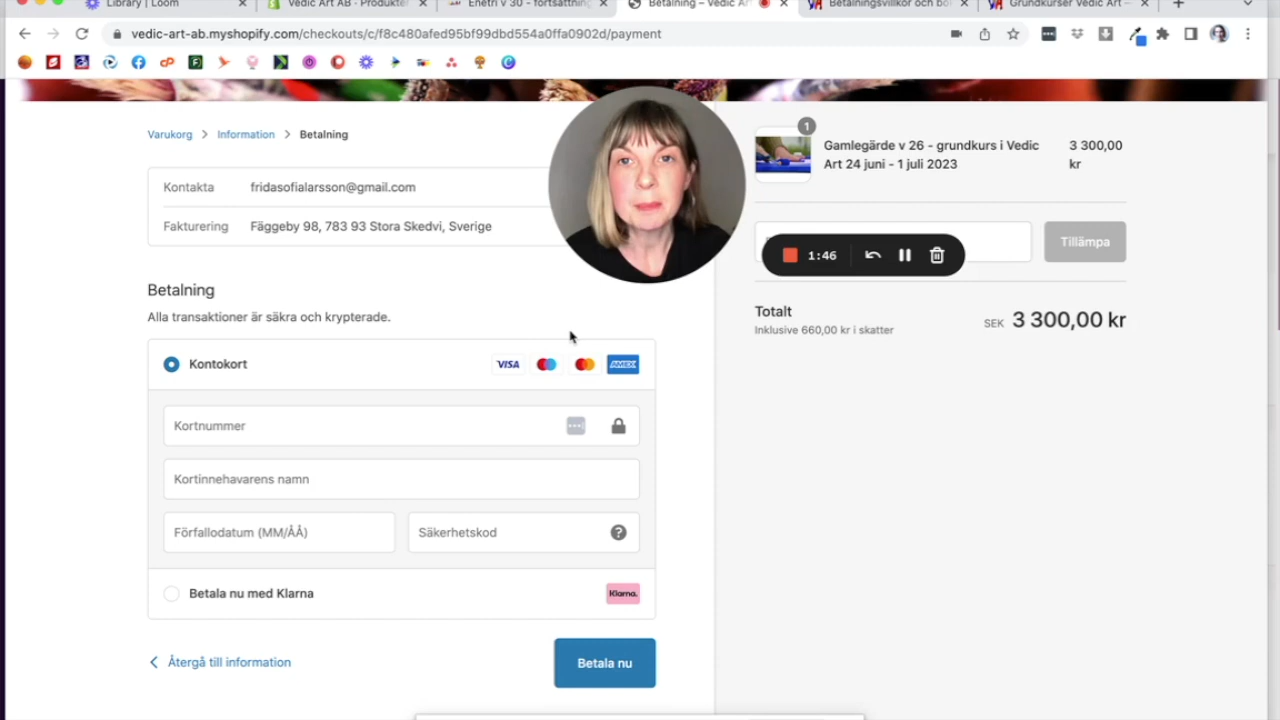 Library | Loom
Vedic Art AB - Produkter
Enetri v 30 - fortsättning
Betalning – Vedic Art
Betalningsvillkor och bo
Grundkurser Vedic Art –
vedic-art-ab.myshopify.com/checkouts/c/f8c480afed95bf99dbd554a0ffa0902d/payment
Varukorg > Information > Betalning
Kontakta fridasofialarsson@gmail.com
Fakturering Fäggeby 98, 783 93 Stora Skedvi, Sverige
Betalning
Alla transaktioner är säkra och krypterade.
Kontokort
VISA
AMEX
Kortnummer
Kortinnehavarens namn
Förfallodatum (MM/ÅÅ)
Säkerhetskod
Betala nu med Klarna
Klarna.
Återgå till information
Betala nu
1
Gamlegärde v 26 - grundkurs i Vedic
Art 24 juni - 1 juli 2023
3 300,00
kr
1:46
Tillämpa
Totalt
Inklusive 660,00 kr i skatter
SEK 3 300,00 kr